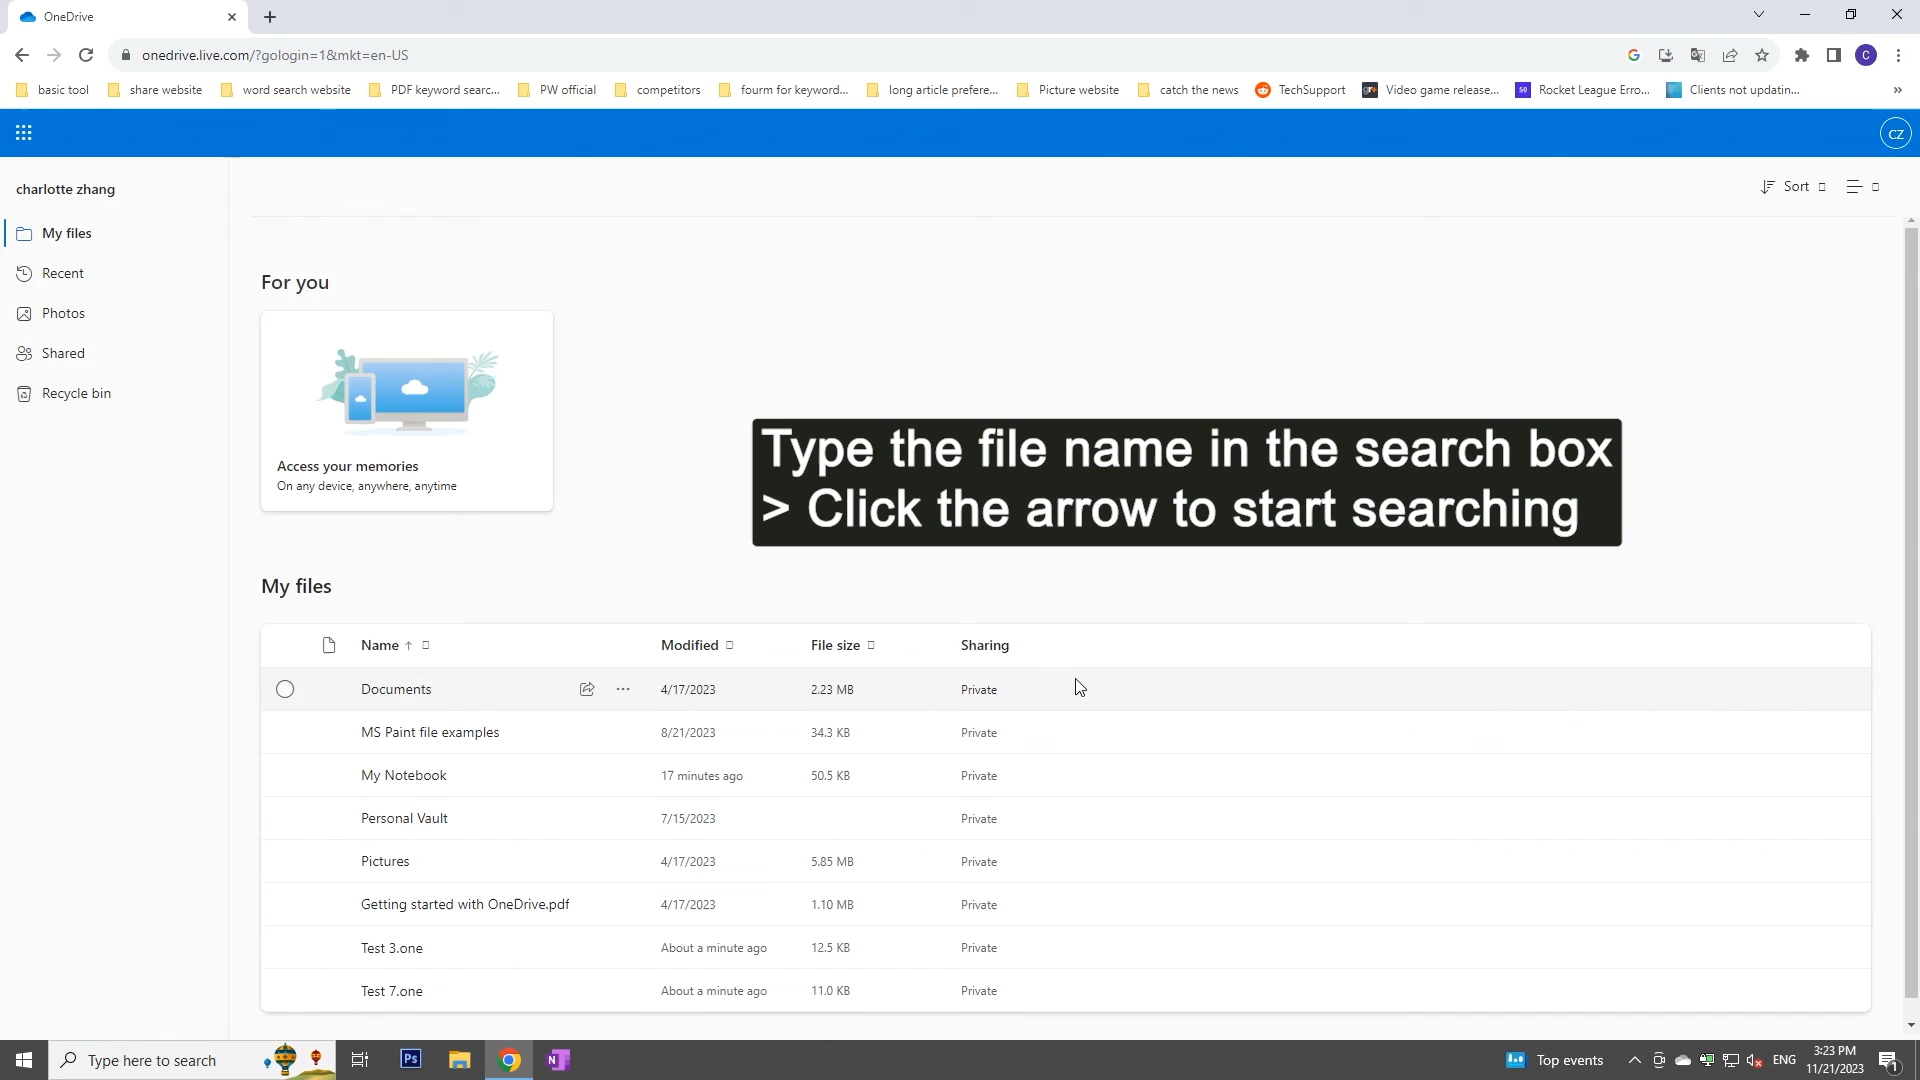 OneDrive
onedrive.live.com/?gologin=1&mkt=en-US
C
basic tool
share website
word search website
PDF keyword searc...
PW official
competitors
fourm for keyword...
long article prefere...
Picture website
catch the news
TechSupport
Video game release...
Rocket League Erro...
Clients not updatin...
CZ
charlotte zhang
Sort
My files
Recent
Photos
Shared
Recycle bin
For you
Access your memories
On any device, anywhere, anytime
Type the file name in the search box
> Click the arrow to start searching
My files
Name Modified File size Sharing
Documents 4/17/2023 2.23 MB Private
MS Paint file examples 8/21/2023 34.3 KB Private
My Notebook 17 minutes ago 50.5 KB Private
Personal Vault 7/15/2023 Private
Pictures 4/17/2023 5.85 MB Private
Getting started with OneDrive.pdf 4/17/2023 1.10 MB Private
Test 3.one About a minute ago 12.5 KB Private
Test 7.one About a minute ago 11.0 KB Private
Type here to search
Ps
N
Top events
ENG
3:23 PM
11/21/2023
1